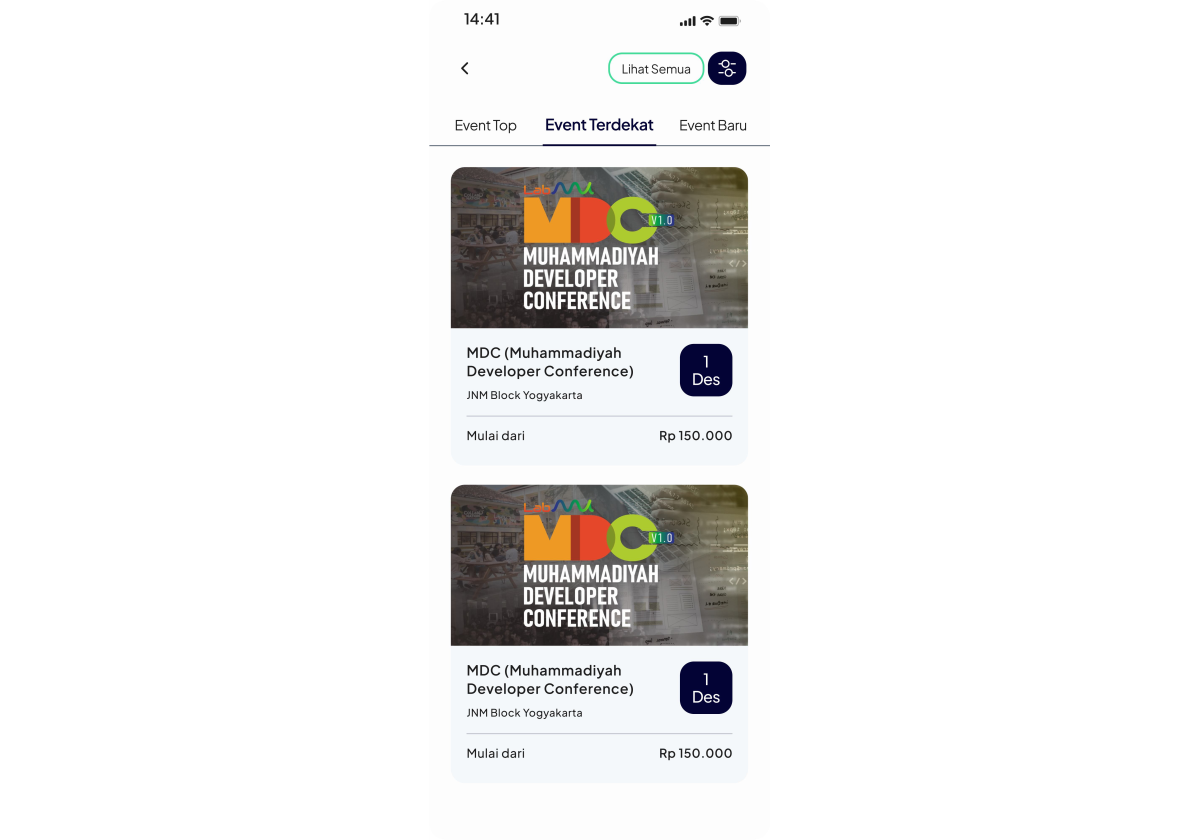 14:41
Lihat Semua
Event Top
Event Terdekat
Event Baru
MDC
V1.0
MUHAMMADIYAH
DEVELOPER
CONFERENCE
MDC (Muhammadiyah
Developer Conference)
JNM Block Yogyakarta
1
Des
Mulai dari
Rp 150.000
MDC
V1.0
MUHAMMADIYAH
DEVELOPER
CONFERENCE
MDC (Muhammadiyah
Developer Conference)
JNM Block Yogyakarta
1
Des
Mulai dari
Rp 150.000